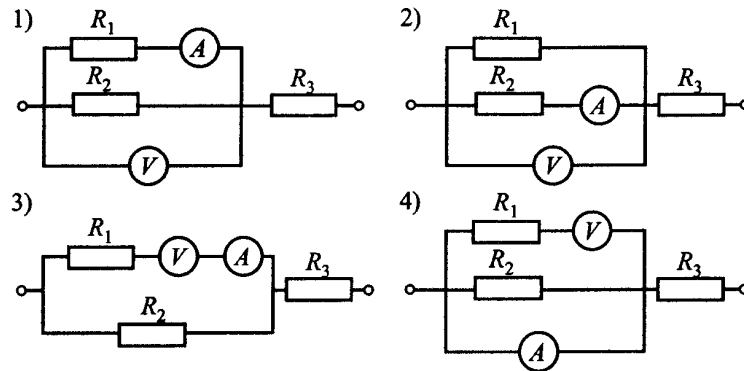 1)
R₁
A
R₂
R₃
V
2)
R₁
R₂
A
R₃
V
3)
R₁
V
A
R₃
R₂
4)
R₁
V
R₂
R₃
A